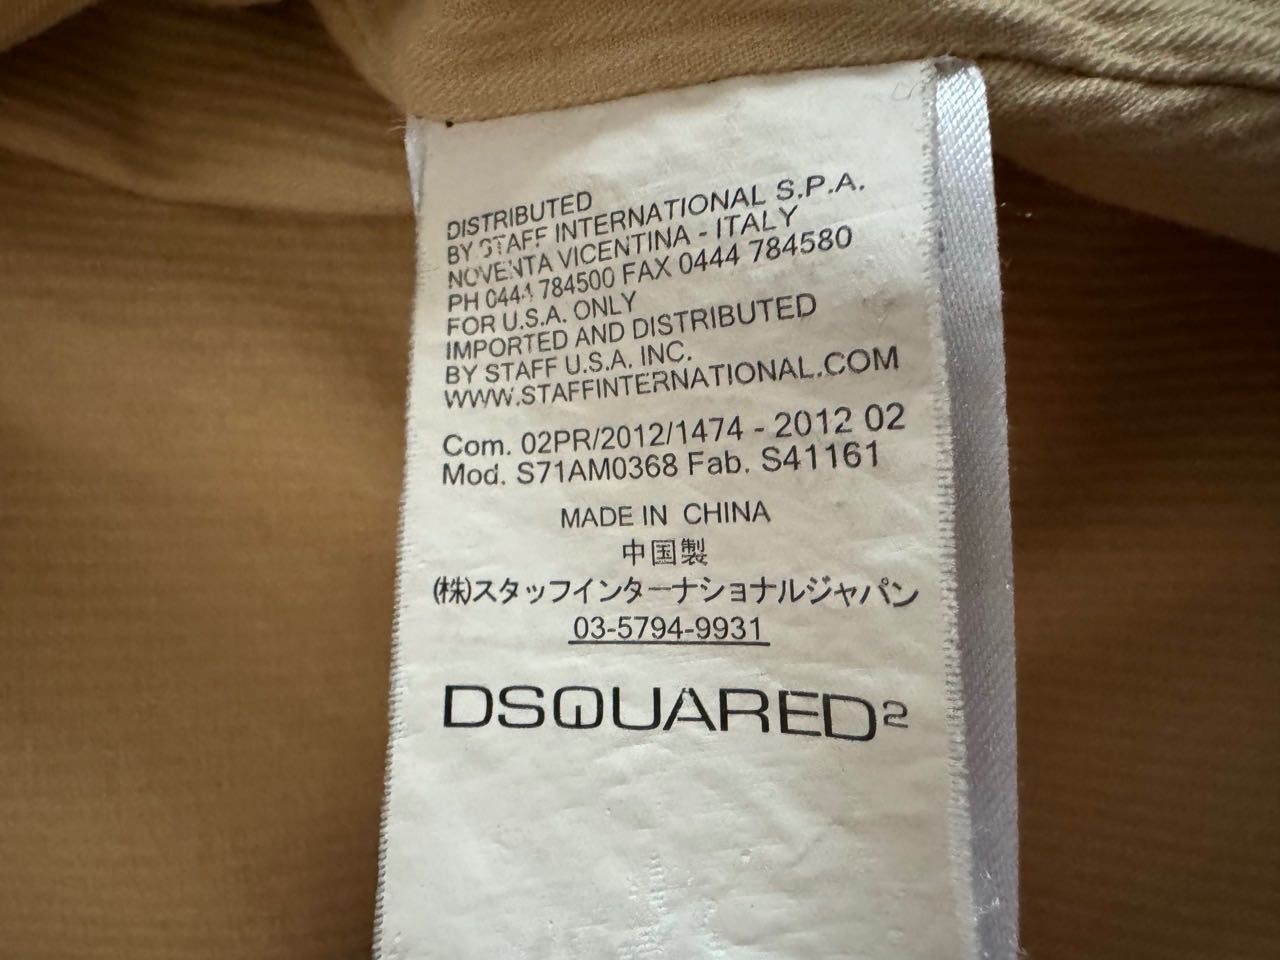 DISTRIBUTED
BY STAFF INTERNATIONAL S.P.A.
NOVENTA VICENTINA - ITALY
PH 0444 784500 FAX 0444 784580
FOR U.S.A. ONLY
IMPORTED AND DISTRIBUTED
BY STAFF U.S.A. INC.
WWW.STAFFINTERNATIONAL.COM
Com. 02PR/2012/1474 - 2012 02
Mod. S71AM0368 Fab. S41161
MADE IN CHINA
中国製
(株)スタッフインターナショナルジャパン
03-5794-9931
DSQUARED2